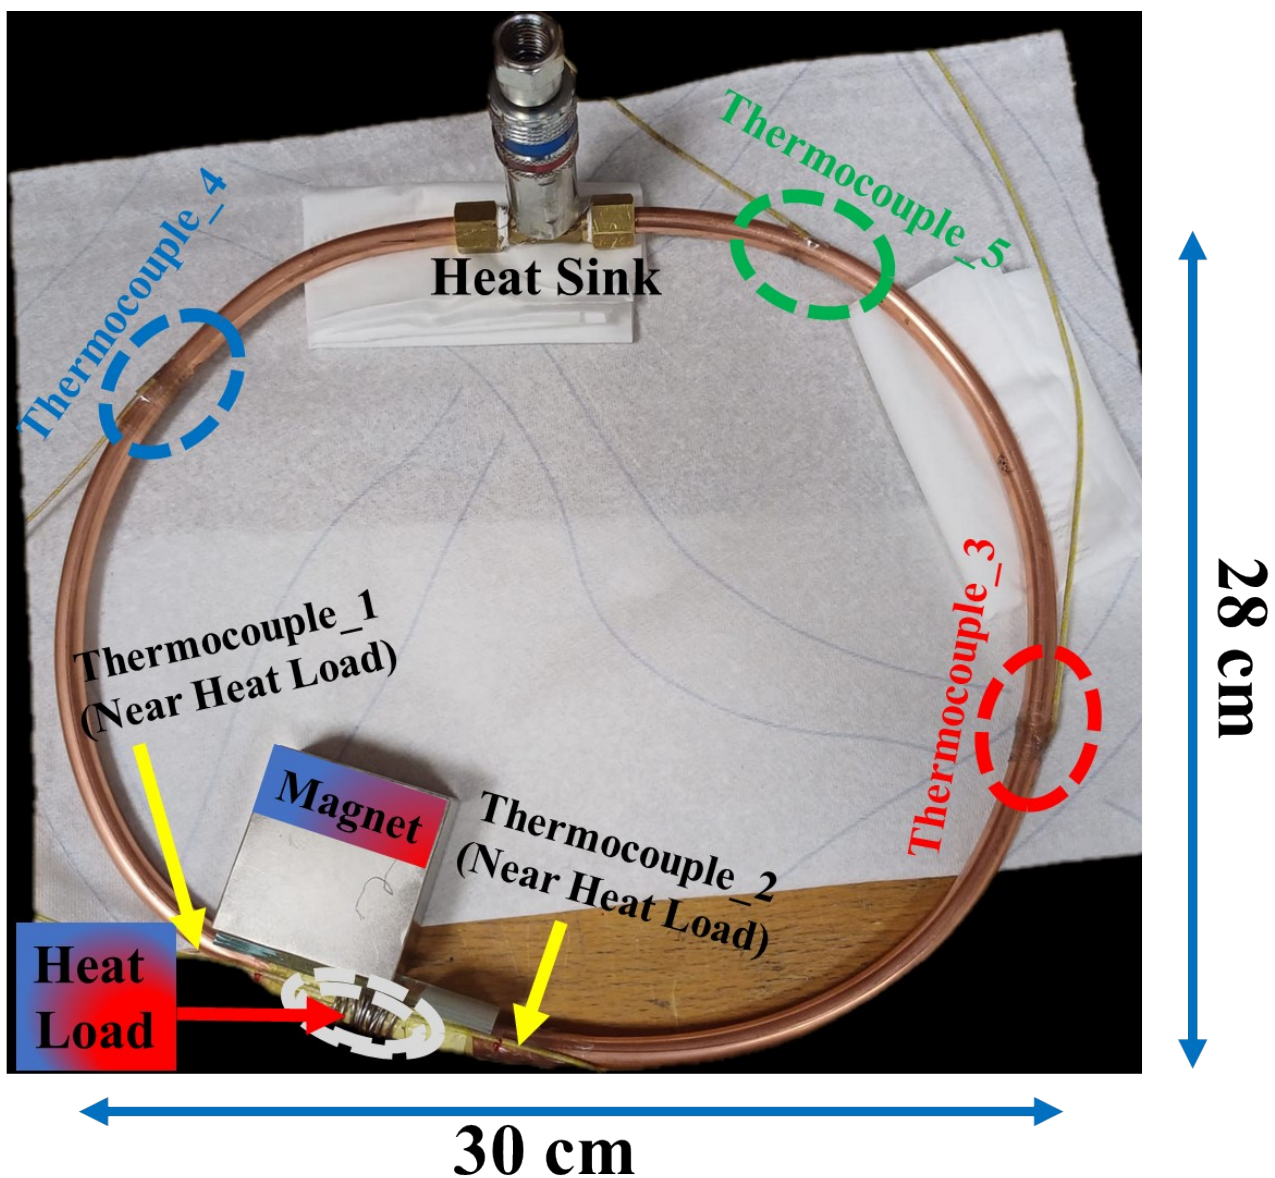 Thermocouple_5
Thermocouple_4
Heat Sink
28 cm
Thermocouple_3
Thermocouple_1
(Near Heat Load)
Magnet
Thermocouple_2
(Near Heat Load)
Heat
Load
30 cm